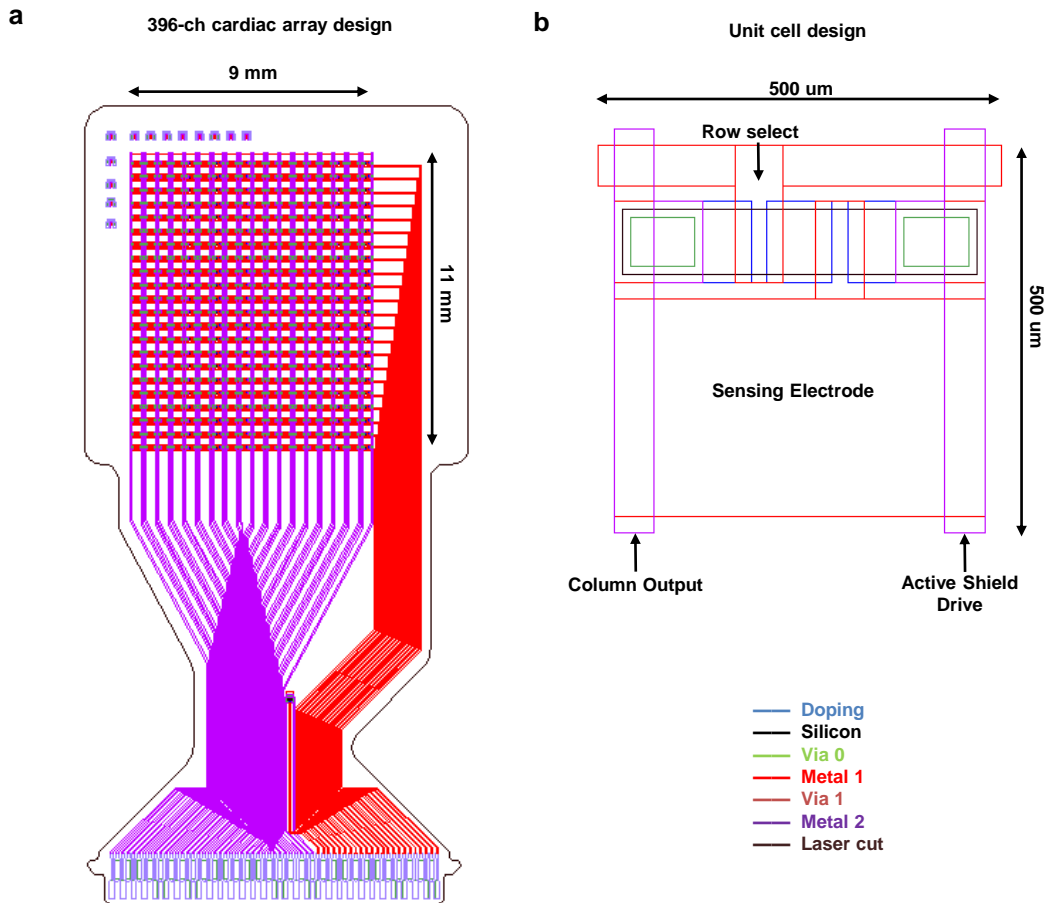 a
396-ch cardiac array design
9 mm
11 mm
b
Unit cell design
500 um
Row select
500 um
Sensing Electrode
Column Output
Active Shield
Drive
Doping
Silicon
Via 0
Metal 1
Via 1
Metal 2
Laser cut